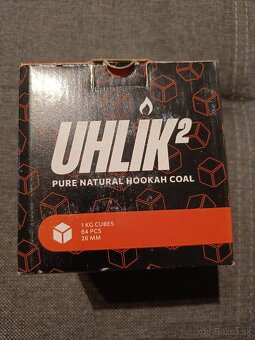 UHLIK²
PURE NATURAL HOOKAH COAL
1 KG CUBES
64 PCS
26 MM